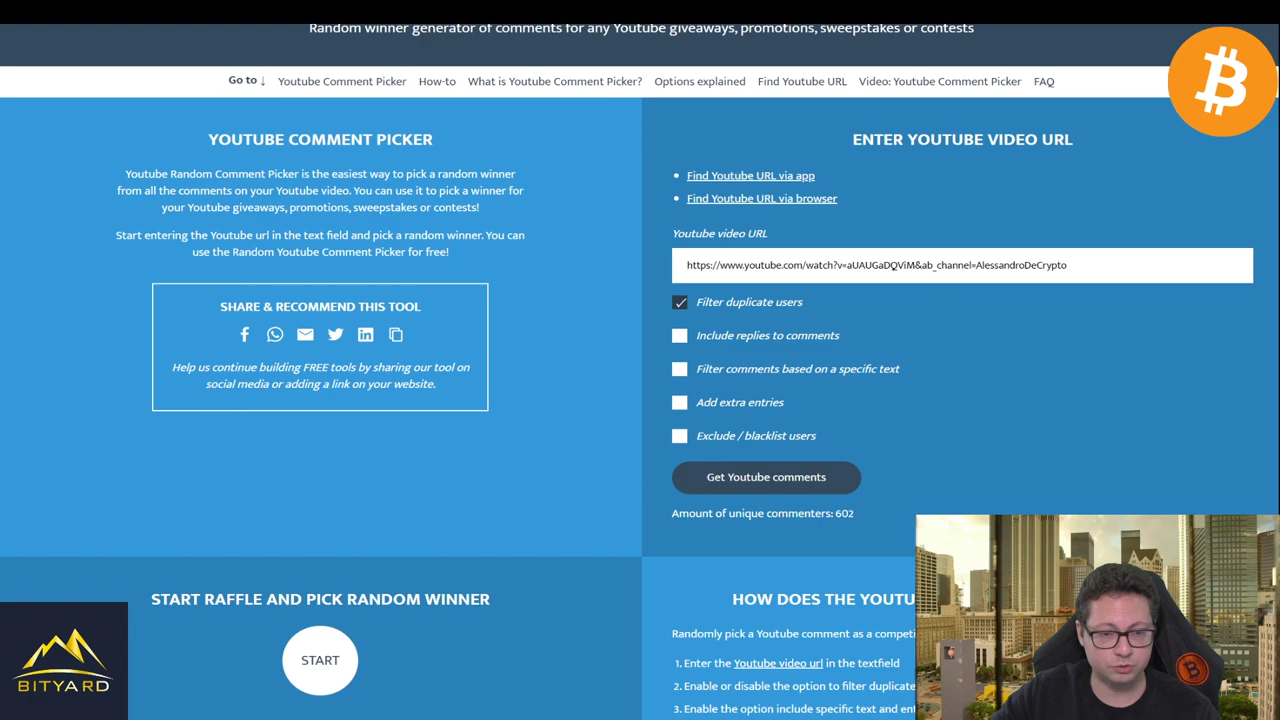 Random winner generator of comments for any Youtube giveaways, promotions, sweepstakes or contests
Go to ↓ Youtube Comment Picker How-to What is Youtube Comment Picker? Options explained Find Youtube URL Video: Youtube Comment Picker FAQ
YOUTUBE COMMENT PICKER
Youtube Random Comment Picker is the easiest way to pick a random winner
from all the comments on your Youtube video. You can use it to pick a winner for
your Youtube giveaways, promotions, sweepstakes or contests!
Start entering the Youtube url in the text field and pick a random winner. You can
use the Random Youtube Comment Picker for free!
SHARE & RECOMMEND THIS TOOL
Help us continue building FREE tools by sharing our tool on
social media or adding a link on your website.
ENTER YOUTUBE VIDEO URL
Find Youtube URL via app
Find Youtube URL via browser
Youtube video URL
https://www.youtube.com/watch?v=aUAUGaDQViM&ab_channel=AlessandroDeCrypto
Filter duplicate users
Include replies to comments
Filter comments based on a specific text
Add extra entries
Exclude / blacklist users
Get Youtube comments
Amount of unique commenters: 602
START RAFFLE AND PICK RANDOM WINNER
START
HOW DOES THE YOUTU
Randomly pick a Youtube comment as a competi
1. Enter the Youtube video url in the textfield
2. Enable or disable the option to filter duplicate
3. Enable the option include specific text and ent
BITYARD